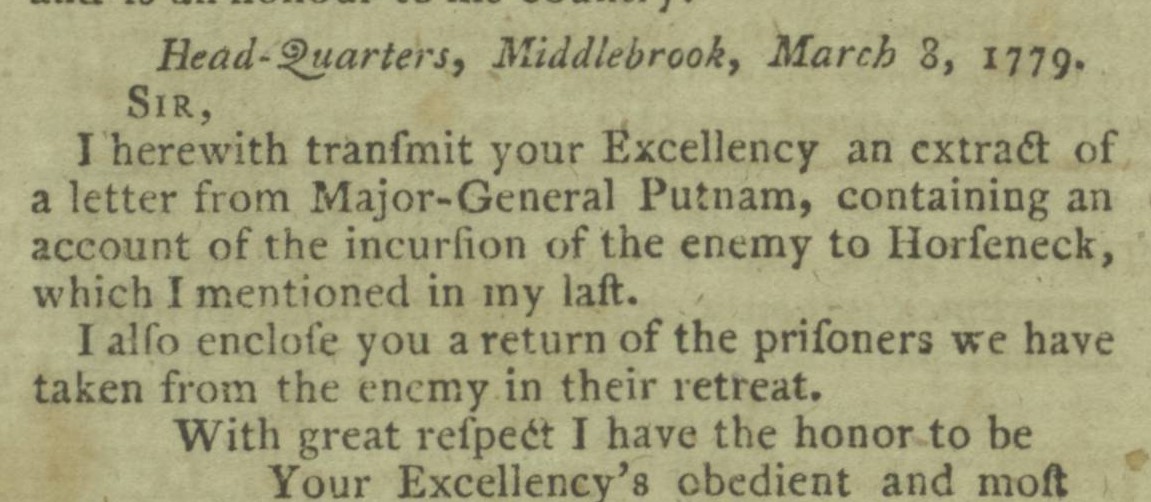 Head-Quarters, Middlebrook, March 8, 1779.
SIR,
I herewith tranſmit your Excellency an extract of
a letter from Major-General Putnam, containing an
account of the incurſion of the enemy to Horſeneck,
which I mentioned in my laſt.
I alſo encloſe you a return of the priſoners we have
taken from the enemy in their retreat.
With great reſpect I have the honor to be
Your Excellency's obedient and moſt